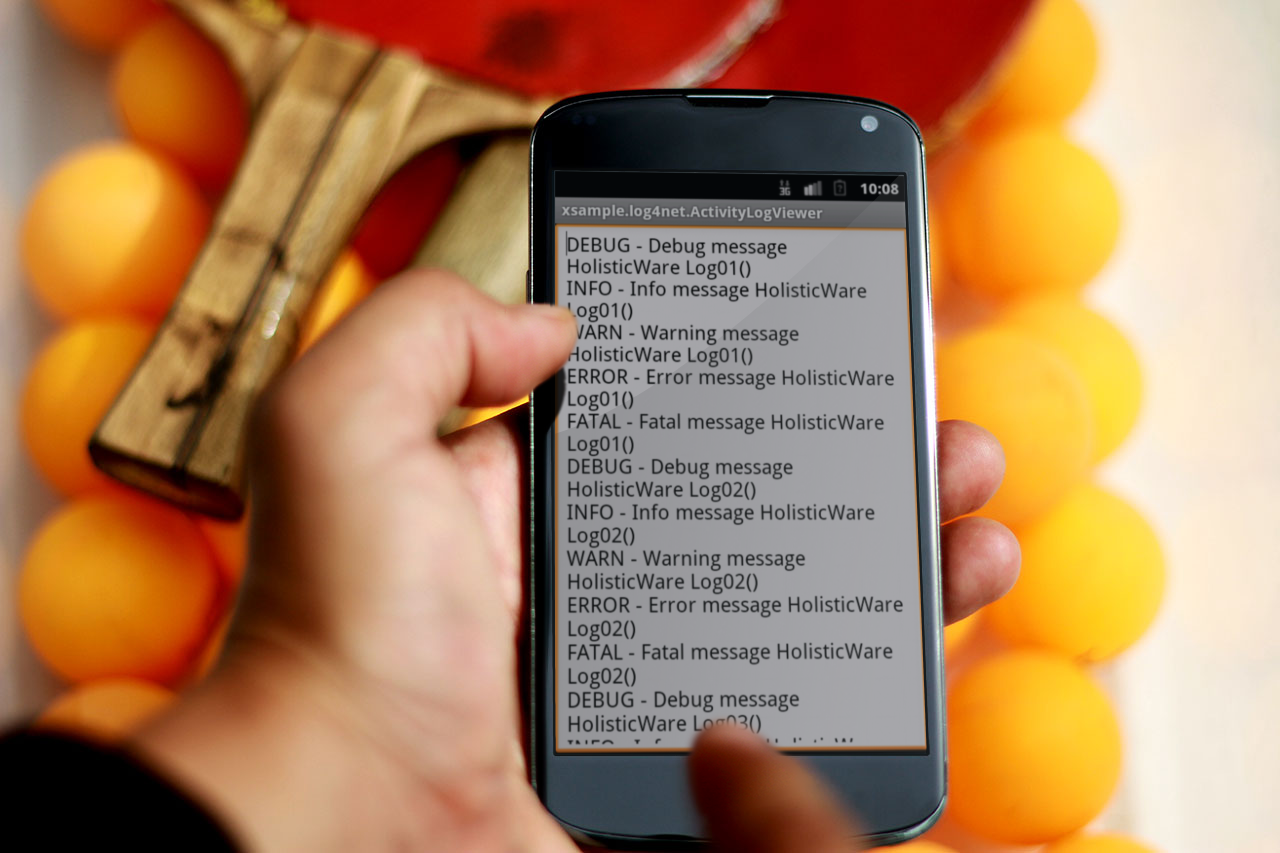 3G 10:08
xsample.log4net.ActivityLogViewer
DEBUG - Debug message
HolisticWare Log01()
INFO - Info message HolisticWare
Log01()
WARN - Warning message
HolisticWare Log01()
ERROR - Error message HolisticWare
Log01()
FATAL - Fatal message HolisticWare
Log01()
DEBUG - Debug message
HolisticWare Log02()
INFO - Info message HolisticWare
Log02()
WARN - Warning message
HolisticWare Log02()
ERROR - Error message HolisticWare
Log02()
FATAL - Fatal message HolisticWare
Log02()
DEBUG - Debug message
HolisticWare Log03()